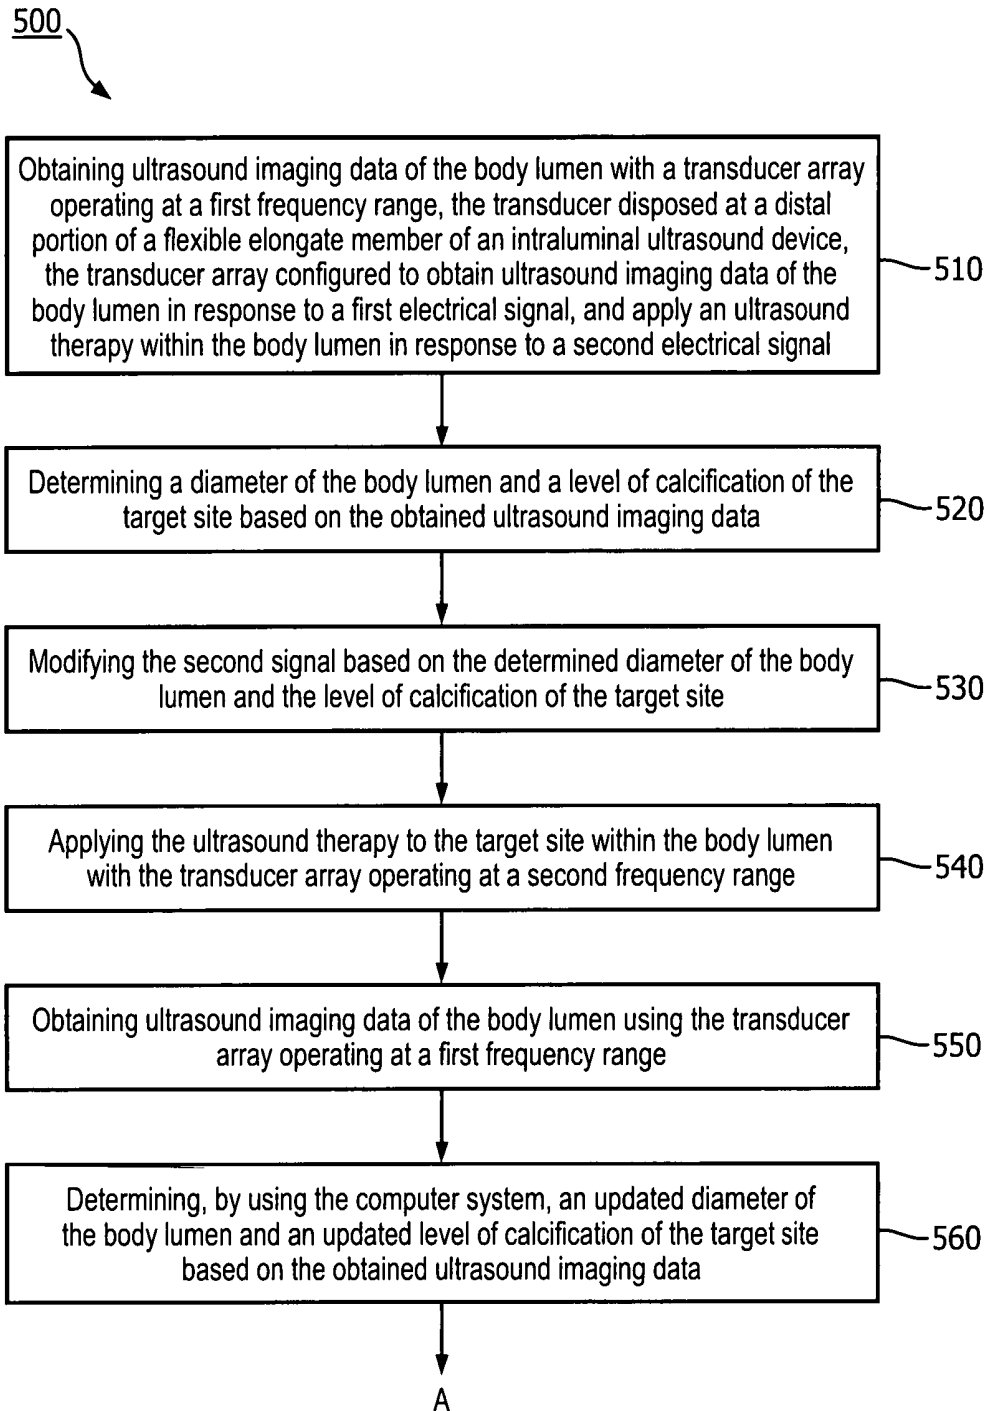 500
Obtaining ultrasound imaging data of the body lumen with a transducer array
operating at a first frequency range, the transducer disposed at a distal
portion of a flexible elongate member of an intraluminal ultrasound device,
the transducer array configured to obtain ultrasound imaging data of the
body lumen in response to a first electrical signal, and apply an ultrasound
therapy within the body lumen in response to a second electrical signal
510
Determining a diameter of the body lumen and a level of calcification of the
target site based on the obtained ultrasound imaging data
520
Modifying the second signal based on the determined diameter of the body
lumen and the level of calcification of the target site
530
Applying the ultrasound therapy to the target site within the body lumen
with the transducer array operating at a second frequency range
540
Obtaining ultrasound imaging data of the body lumen using the transducer
array operating at a first frequency range
550
Determining, by using the computer system, an updated diameter of
the body lumen and an updated level of calcification of the target site
based on the obtained ultrasound imaging data
560
A